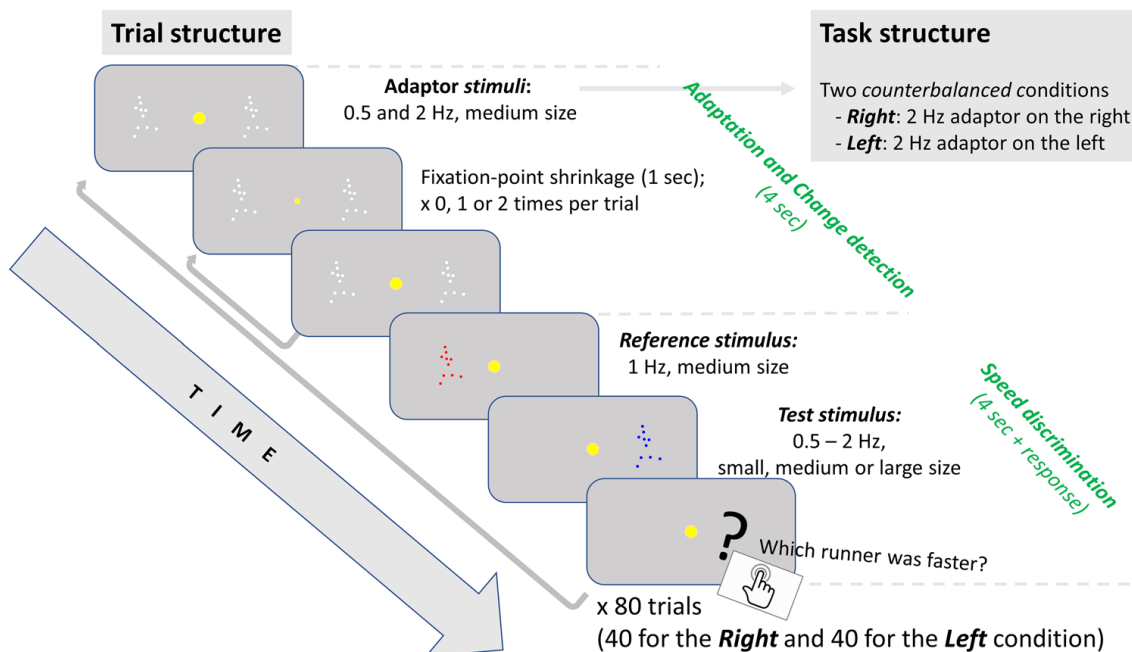 Trial structure
Task structure
Adaptor stimuli:
0.5 and 2 Hz, medium size
Two counterbalanced conditions
- Right: 2 Hz adaptor on the right
- Left: 2 Hz adaptor on the left
Adaptation and Change detection
(4 sec)
Fixation-point shrinkage (1 sec);
x 0, 1 or 2 times per trial
Reference stimulus:
1 Hz, medium size
Speed discrimination
(4 sec + response)
Test stimulus:
0.5 – 2 Hz,
small, medium or large size
TIME
?
Which runner was faster?
x 80 trials
(40 for the Right and 40 for the Left condition)